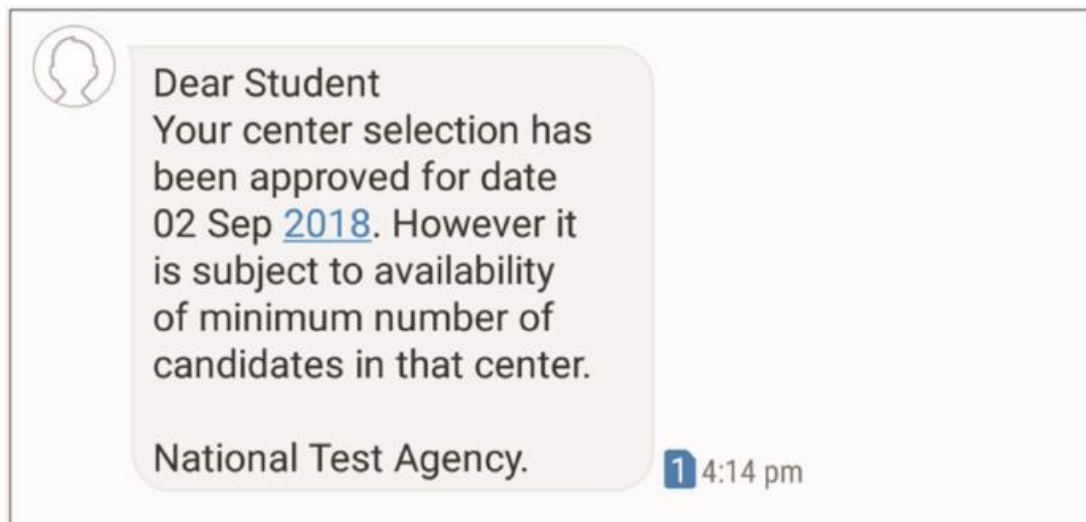 Dear Student
Your center selection has
been approved for date
02 Sep 2018. However it
is subject to availability
of minimum number of
candidates in that center.
National Test Agency.
1 4:14 pm